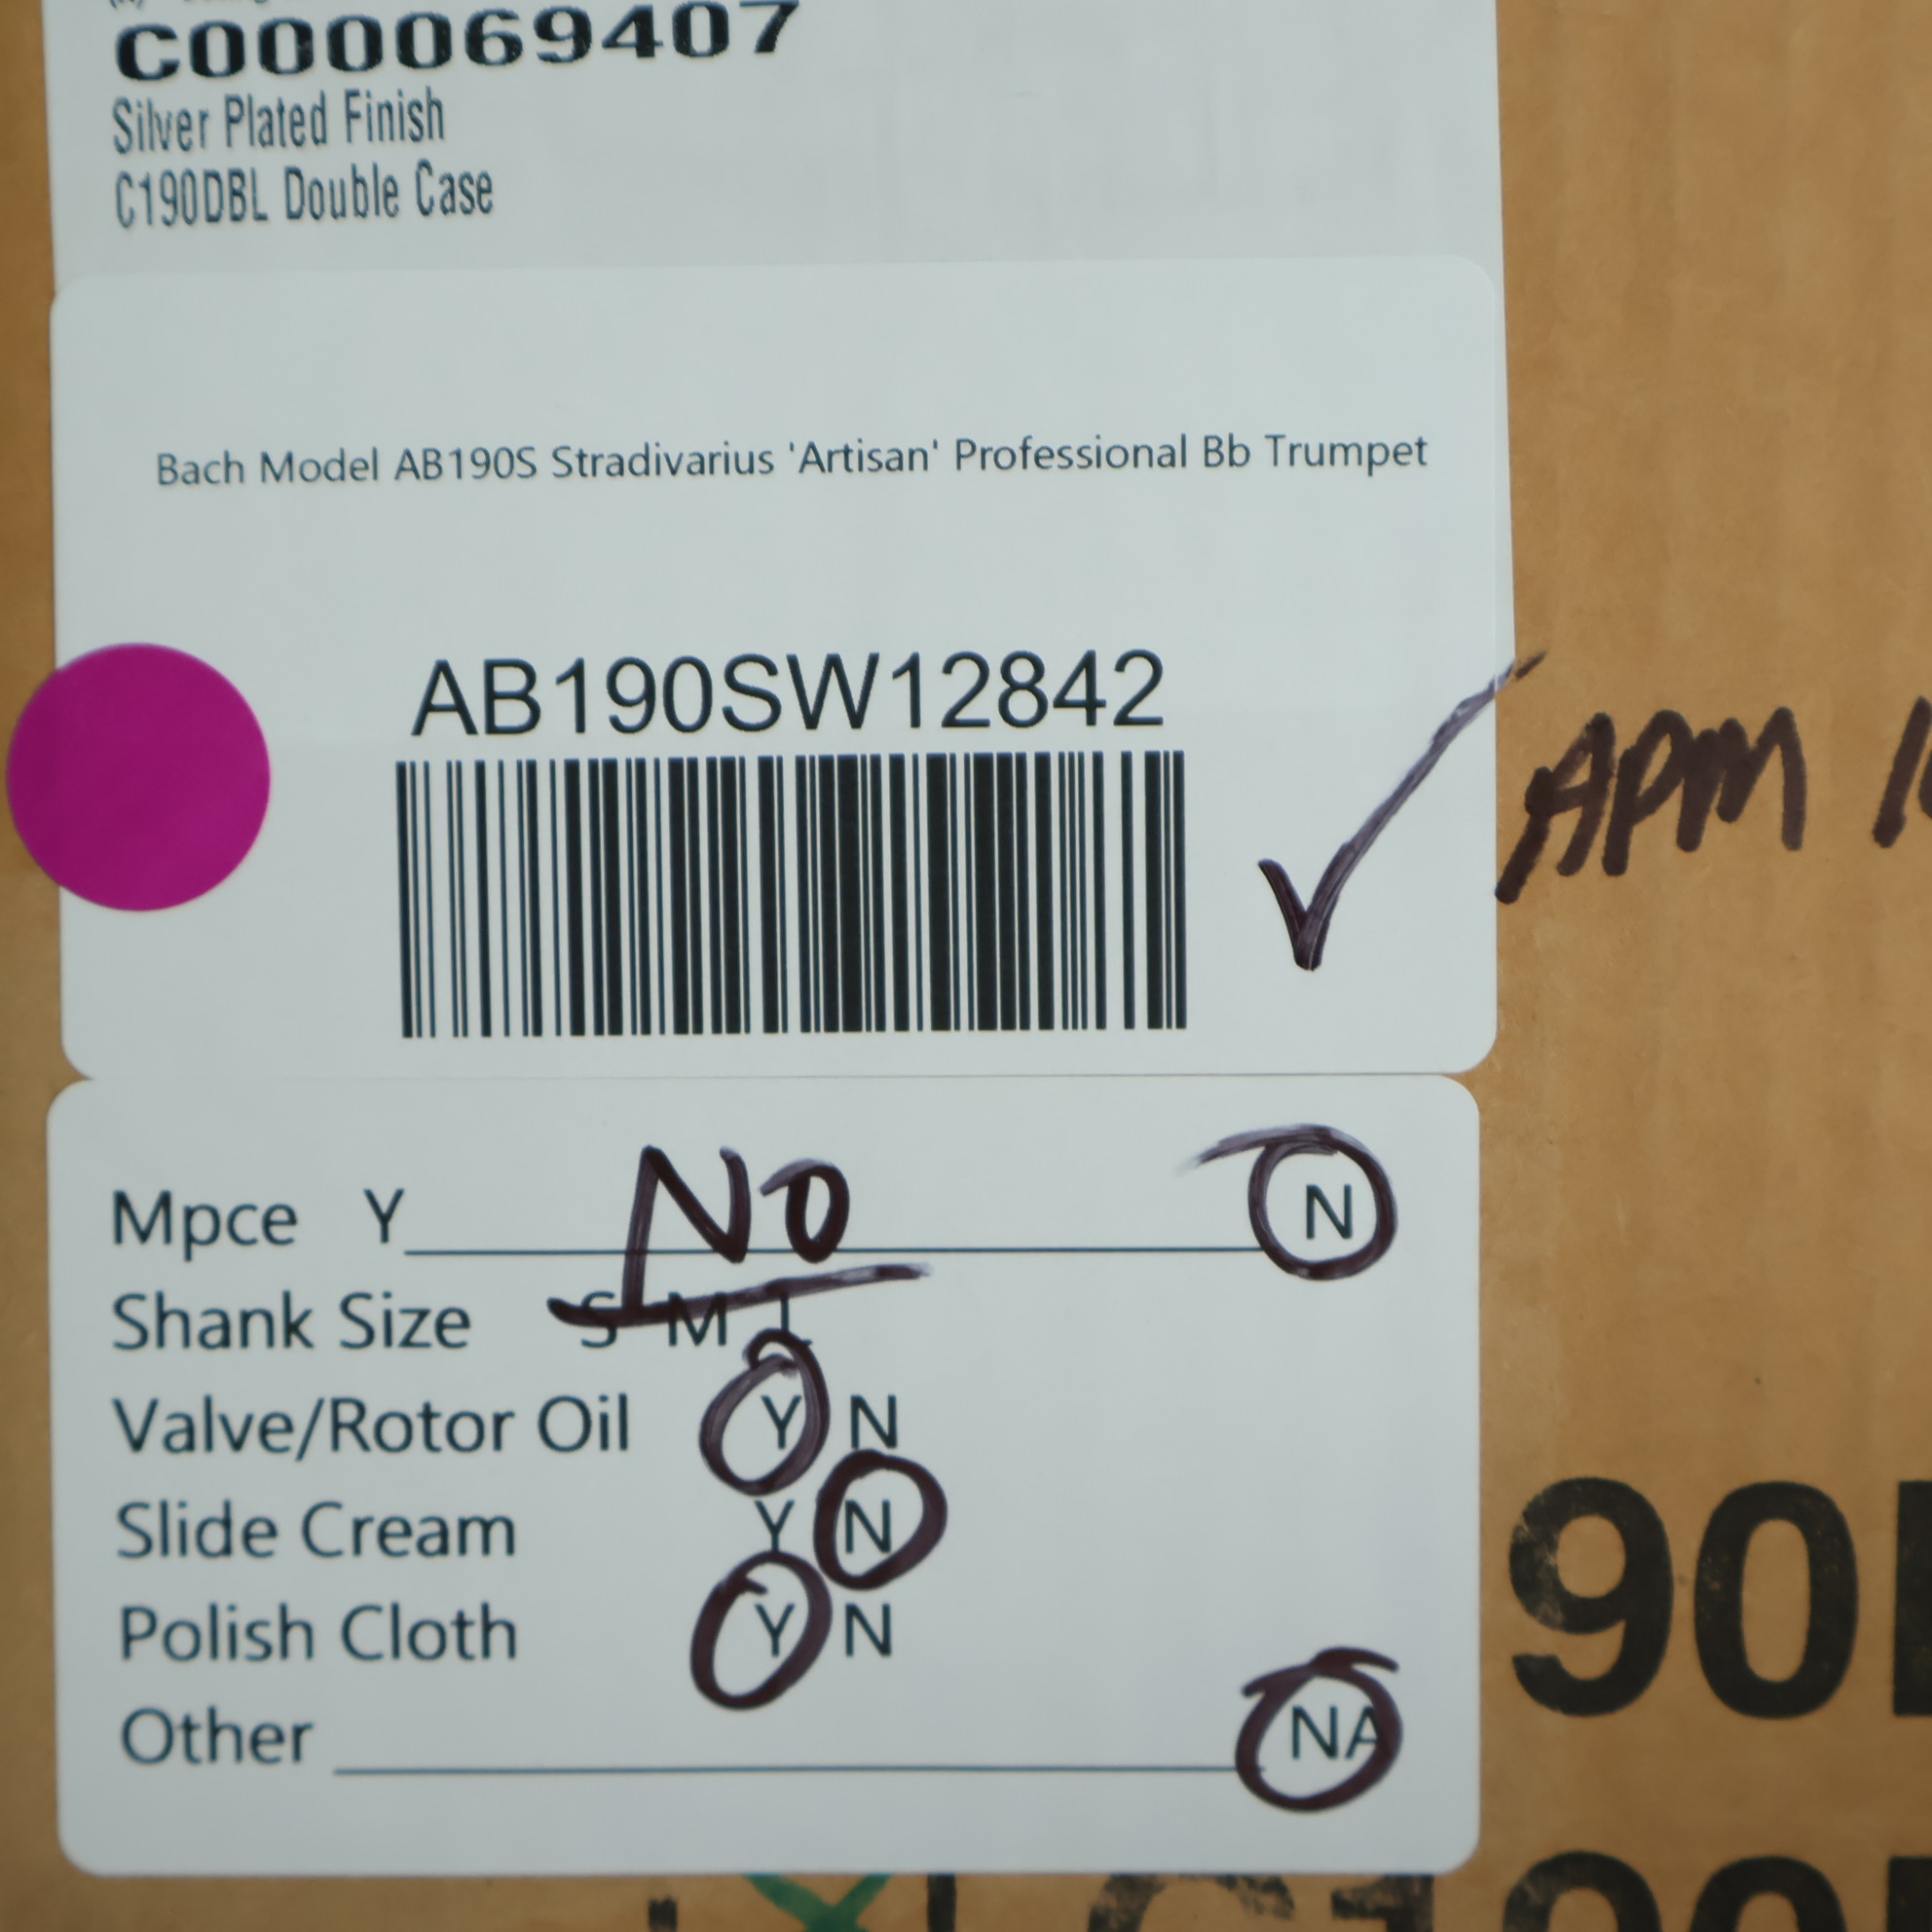 C000069407
Silver Plated Finish
C190DBL Double Case
Bach Model AB190S Stradivarius 'Artisan' Professional Bb Trumpet
AB190SW12842
APM
Mpce Y NO N
Shank Size S M L
Valve/Rotor Oil Y N
Slide Cream Y N
Polish Cloth Y N
Other NA
90
C190